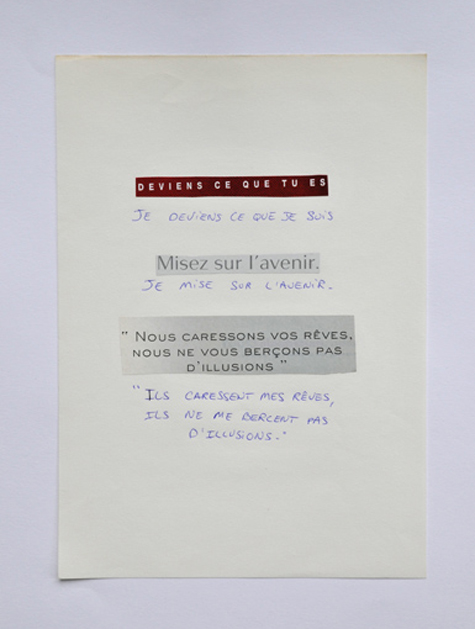 DEVIENS CE QUE TU ES
JE DEVIENS CE QUE JE SUIS
Misez sur l'avenir.
JE MISE SUR L'AVENIR.
" NOUS CARESSONS VOS RÊVES,
NOUS NE VOUS BERÇONS PAS
D'ILLUSIONS "
" ILS CARESSENT MES RÊVES,
ILS NE ME BERCENT PAS
D'ILLUSIONS. "